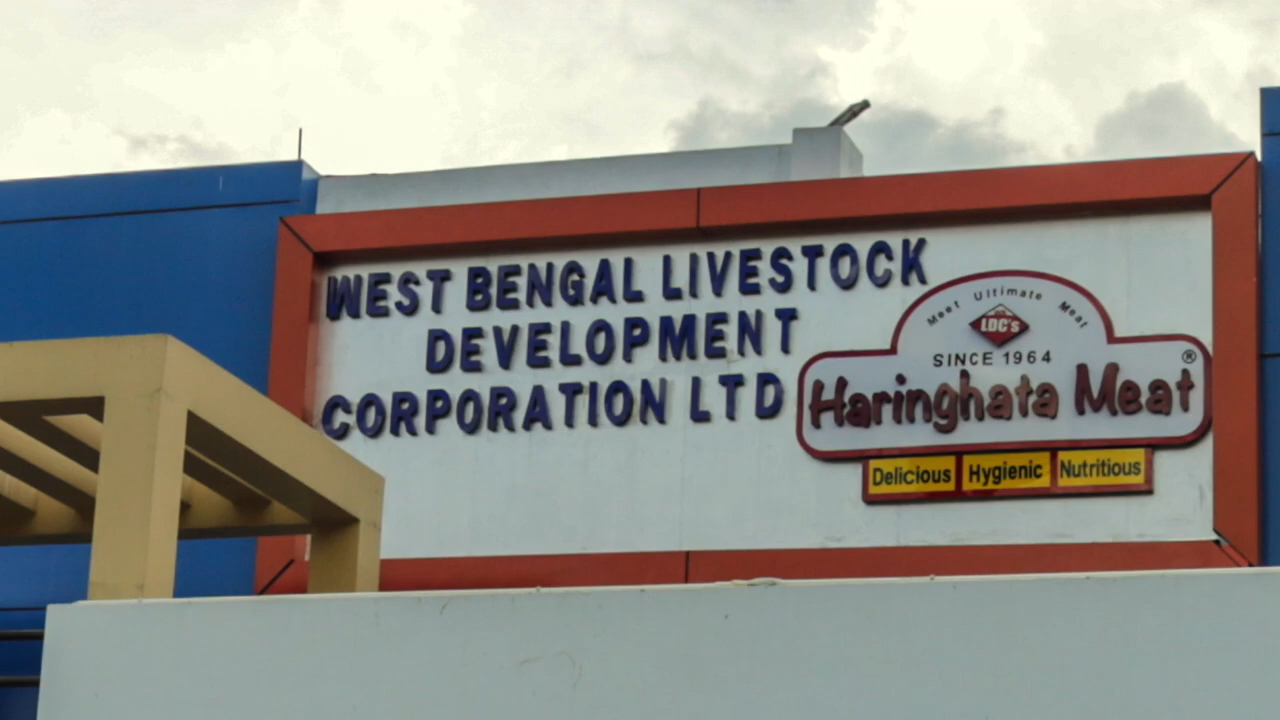 WEST BENGAL LIVESTOCK
DEVELOPMENT
CORPORATION LTD
Meet Ultimate Meat
LDC's
SINCE 1964
Haringhata Meat ®
Delicious Hygienic Nutritious